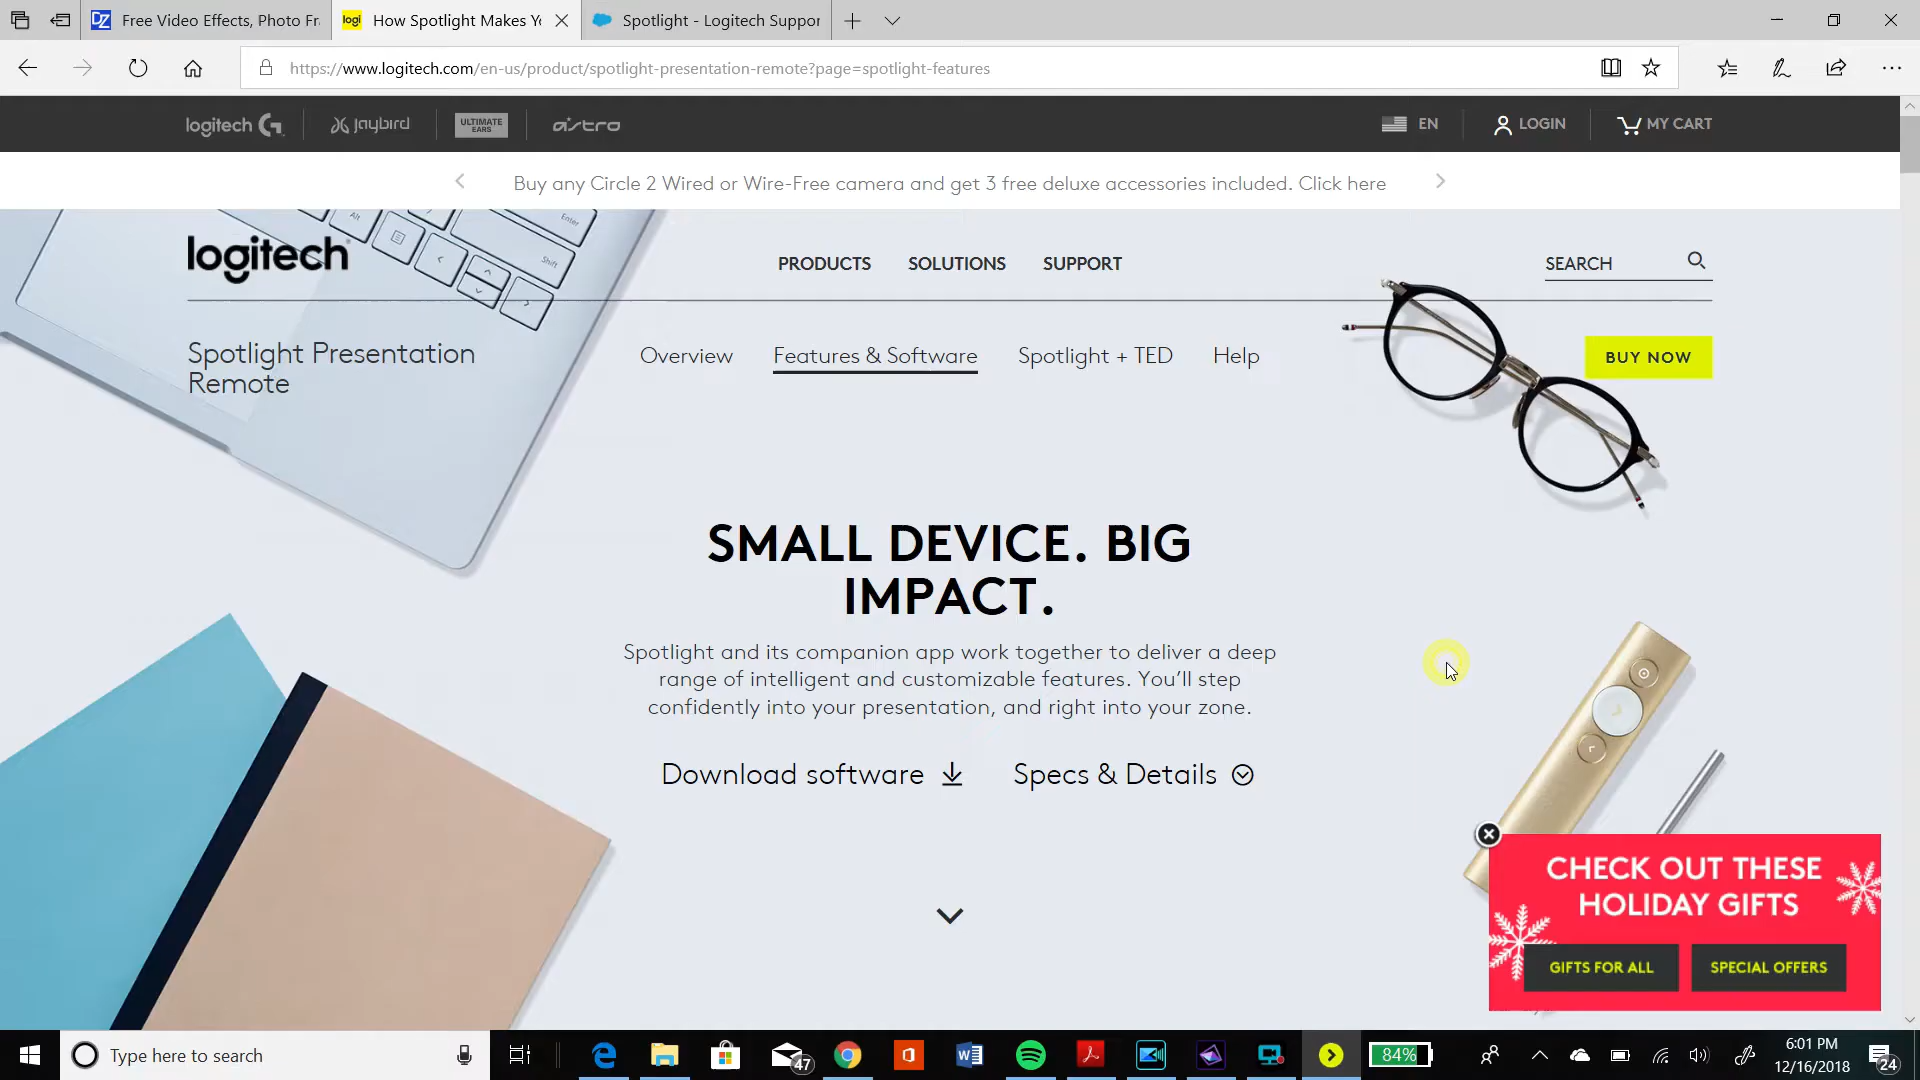 Free Video Effects, Photo Fr
logi How Spotlight Makes Yo
Spotlight - Logitech Suppor
https://www.logitech.com/en-us/product/spotlight-presentation-remote?page=spotlight-features
logitech G
Jaybird
ULTIMATE
EARS
ASTRO
EN
LOGIN
MY CART
Buy any Circle 2 Wired or Wire-Free camera and get 3 free deluxe accessories included. Click here
Alt
Enter
Shift
logitech
PRODUCTS
SOLUTIONS
SUPPORT
SEARCH
Spotlight Presentation
Remote
Overview
Features & Software
Spotlight + TED
Help
BUY NOW
SMALL DEVICE. BIG
IMPACT.
Spotlight and its companion app work together to deliver a deep
range of intelligent and customizable features. You'll step
confidently into your presentation, and right into your zone.
Download software
Specs & Details
CHECK OUT THESE
HOLIDAY GIFTS
GIFTS FOR ALL
SPECIAL OFFERS
Type here to search
47
84%
6:01 PM
12/16/2018
24